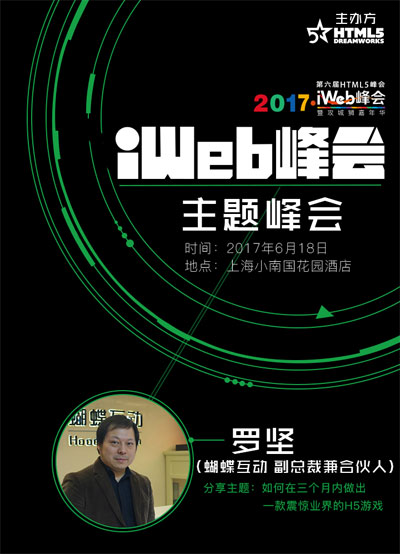 主办方
5 HTML5
DREAMWORKS
第六届HTML5峰会
2017·iWeb峰会
暨攻城狮嘉年华
iWeb峰会
主题峰会
时间：2017年6月18日
地点：上海小南国花园酒店
蝴蝶互动
罗坚
（蝴蝶互动 副总裁兼合伙人）
分享主题：如何在三个月内做出
一款震惊业界的H5游戏